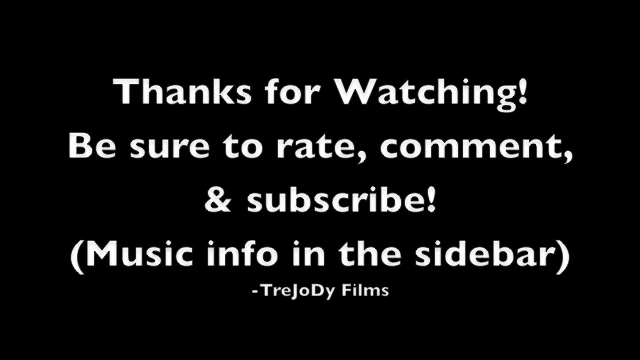 Thanks for Watching!
Be sure to rate, comment,
& subscribe!
(Music info in the sidebar)
-TreJoDy Films